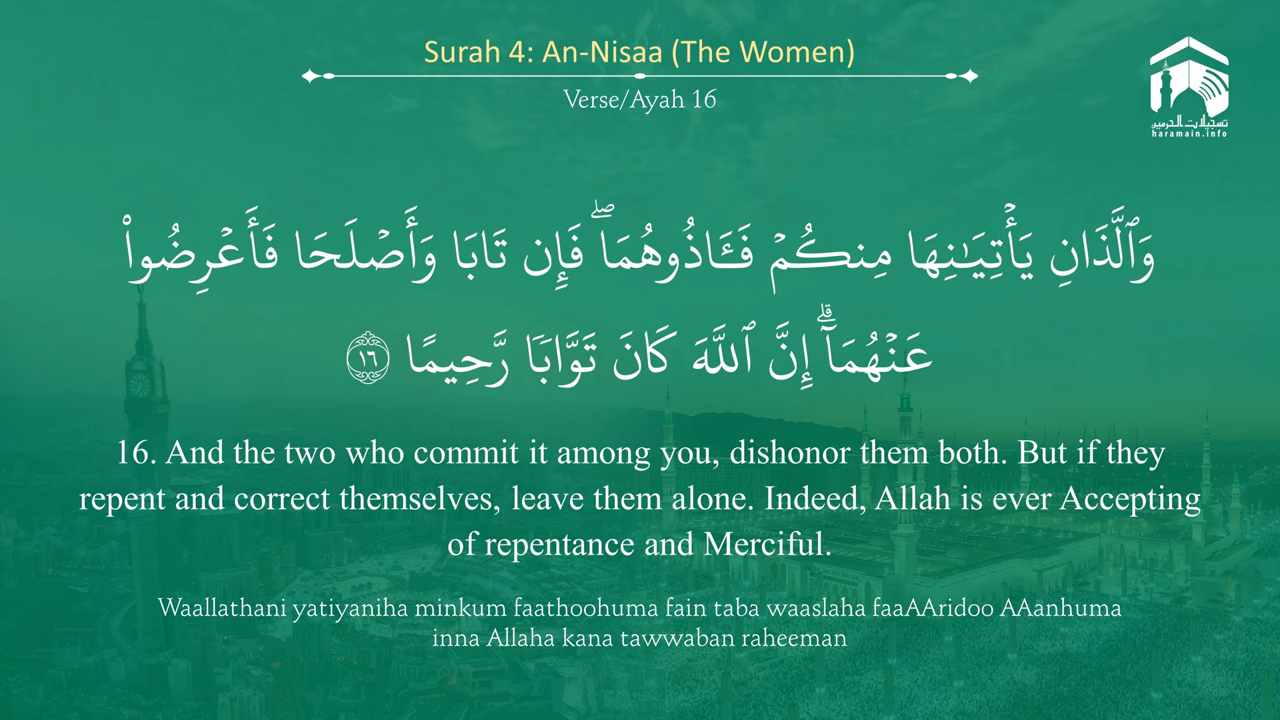 Surah 4: An-Nisaa (The Women)
Verse/Ayah 16
تسجيلات الحرمين
haramain.info
وَٱلَّذَانِ يَأْتِيَـٰنِهَا مِنكُمْ فَـَٔاذُوهُمَا ۖ فَإِن تَابَا وَأَصْلَحَا فَأَعْرِضُوا۟
عَنْهُمَآ ۗ إِنَّ ٱللَّهَ كَانَ تَوَّابًا رَّحِيمًا ١٦
16. And the two who commit it among you, dishonor them both. But if they
repent and correct themselves, leave them alone. Indeed, Allah is ever Accepting
of repentance and Merciful.
Waallathani yatiyaniha minkum faathoohuma fain taba waaslaha faaAAridoo AAanhuma
inna Allaha kana tawwaban raheeman